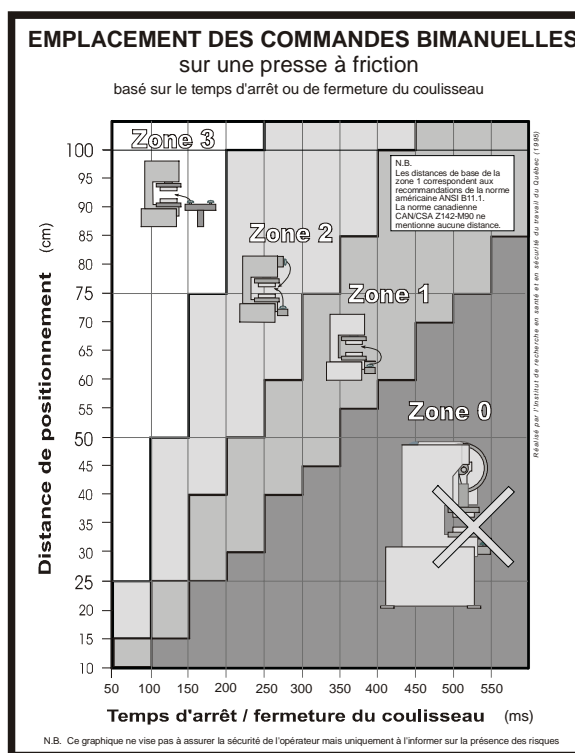 EMPLACEMENT DES COMMANDES BIMANUELLES
sur une presse à friction
basé sur le temps d'arrêt ou de fermeture du coulisseau
Zone 3
N.B.
Les distances de base de la
zone 1 correspondent aux
recommandations de la norme
américaine ANSI B11.1.
La norme canadienne
CAN/CSA Z142-M90 ne
mentionne aucune distance.
Zone 2
Zone 1
Zone 0
Distance de positionnement (cm)
100
95
90
85
80
75
70
65
60
55
50
45
40
35
30
25
20
15
10
50 100 150 200 250 300 350 400 450 500 550
Temps d'arrêt / fermeture du coulisseau (ms)
Réalisé par l'Institut de recherche en santé et en sécurité du travail du Québec (1995)
N.B. Ce graphique ne vise pas à assurer la sécurité de l'opérateur mais uniquement à l'informer sur la présence des risques